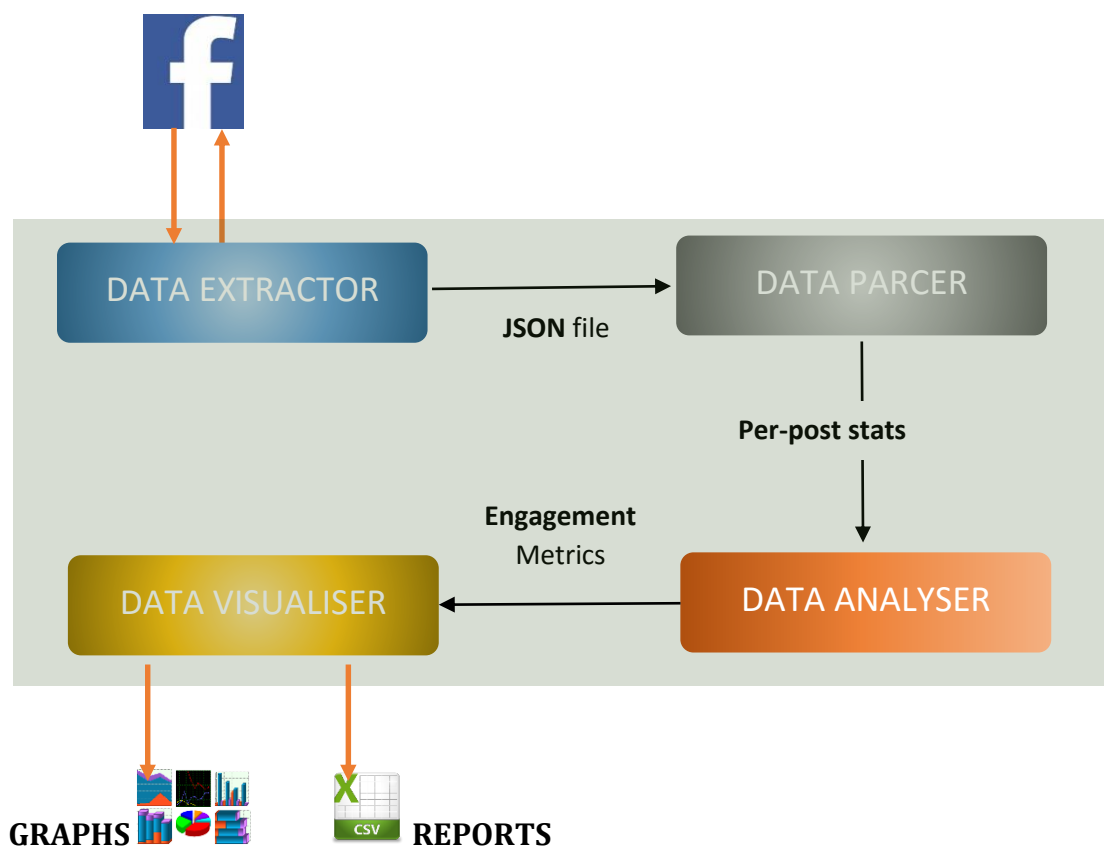 f
DATA EXTRACTOR
DATA PARCER
JSON file
Per-post stats
Engagement
Metrics
DATA VISUALISER
DATA ANALYSER
X
CSV
GRAPHS
REPORTS